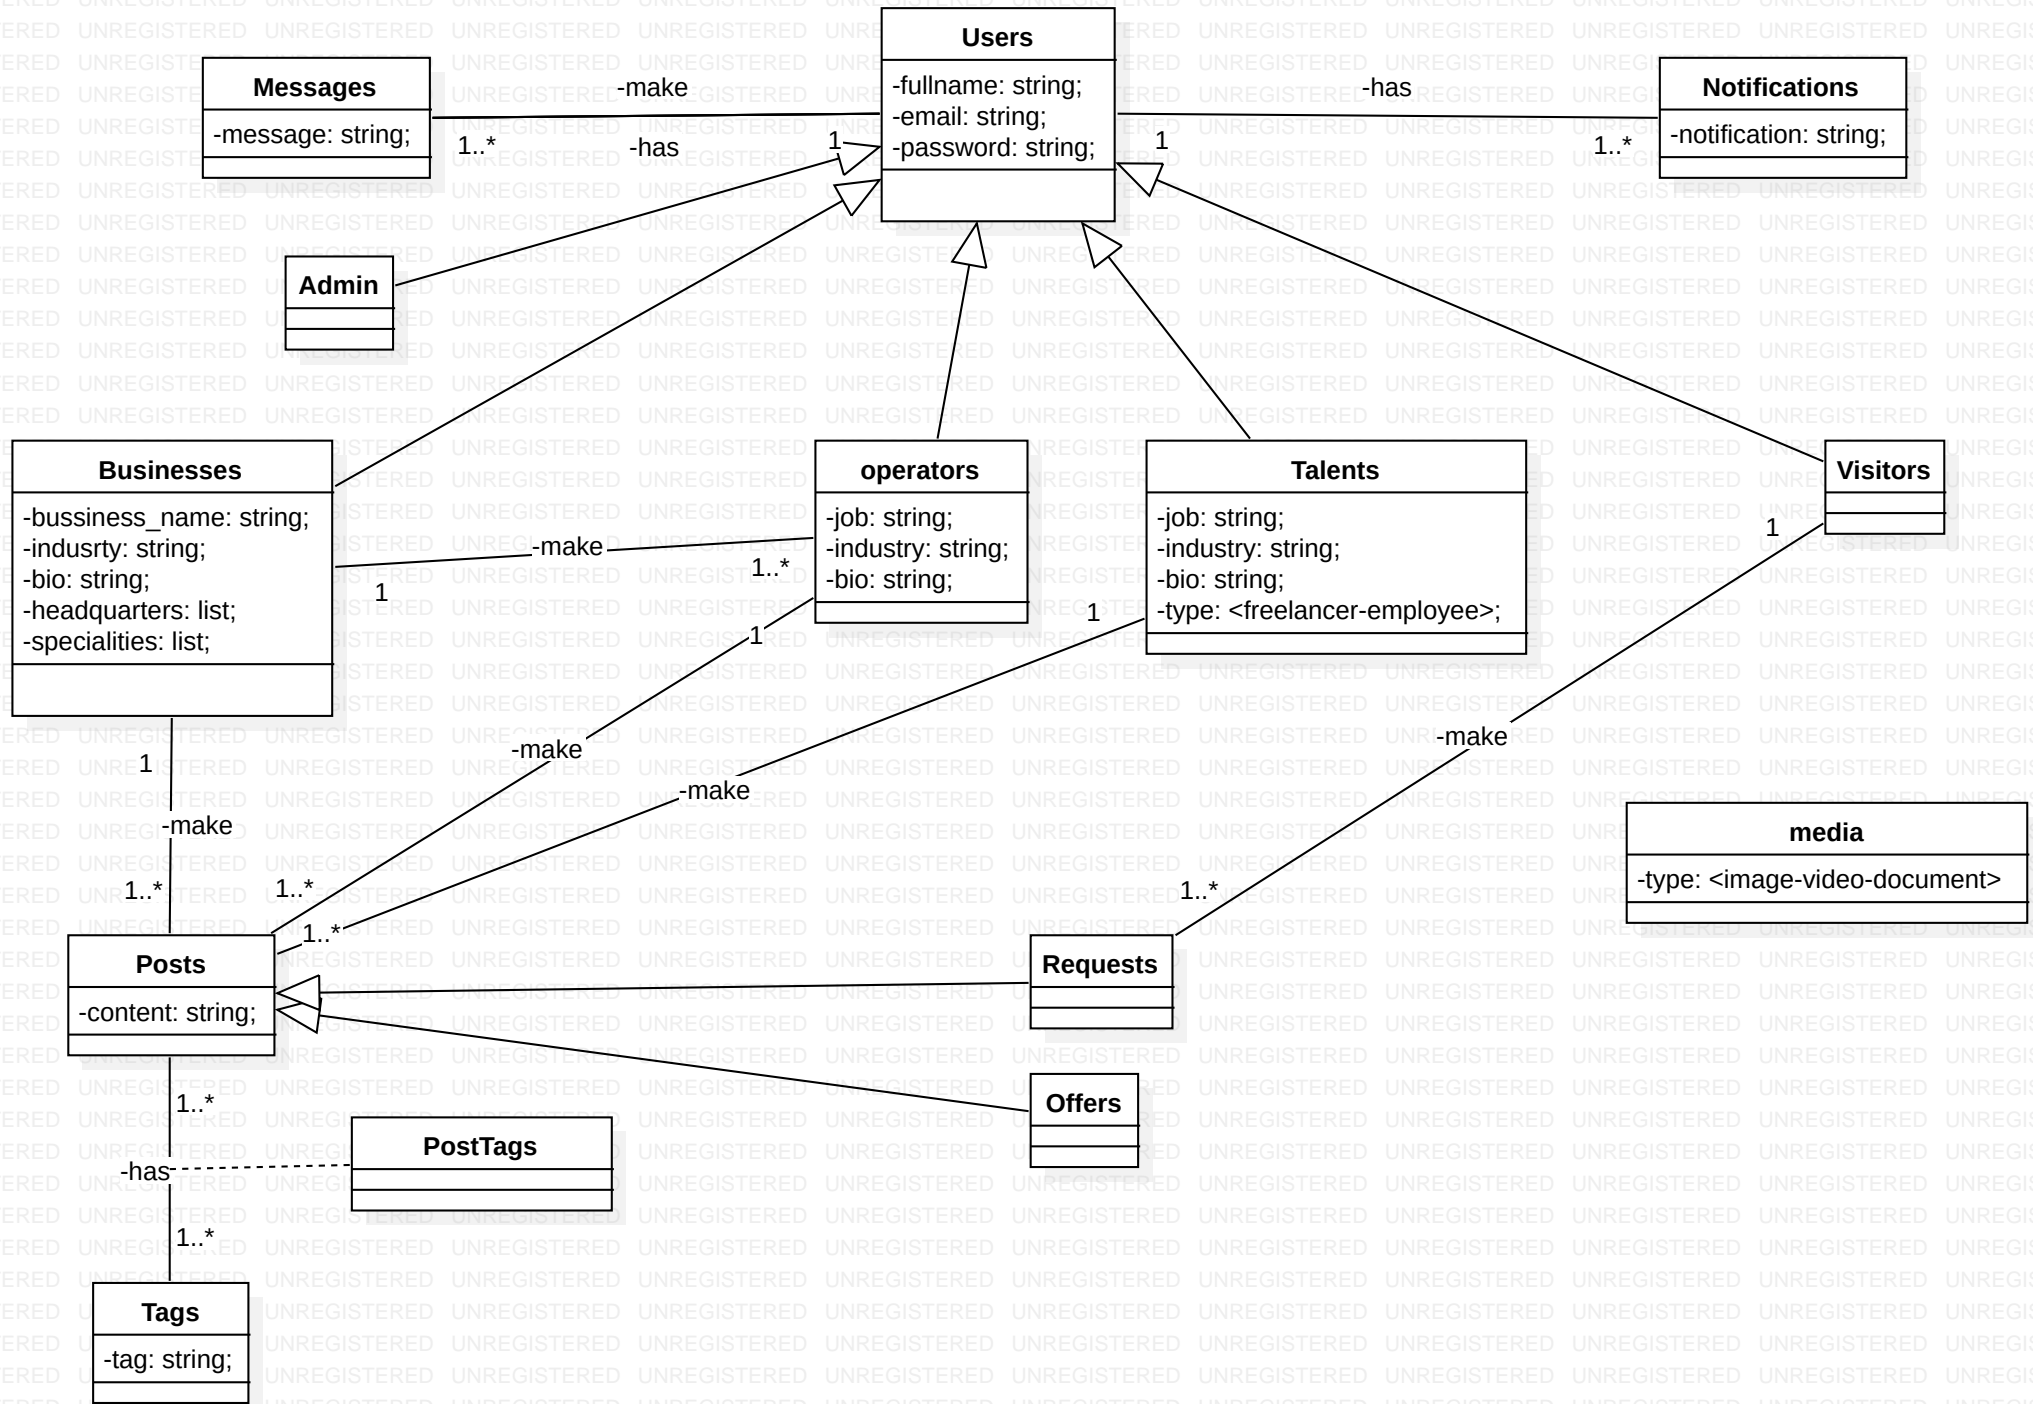 Users
-fullname: string;
-email: string;
-password: string;
Messages
-message: string;
-make
-has
1..*
1
-has
1
1..*
Notifications
-notification: string;
Admin
Businesses
-bussiness_name: string;
-indusrty: string;
-bio: string;
-headquarters: list;
-specialities: list;
-make
1
1..*
operators
-job: string;
-industry: string;
-bio: string;
Talents
-job: string;
-industry: string;
-bio: string;
-type: <freelancer-employee>;
Visitors
1
1
1
-make
-make
-make
1
-make
1..*
1..*
1..*
1..*
media
-type: <image-video-document>
Posts
-content: string;
Requests
Offers
1..*
-has
1..*
PostTags
Tags
-tag: string;
UNREGISTERED